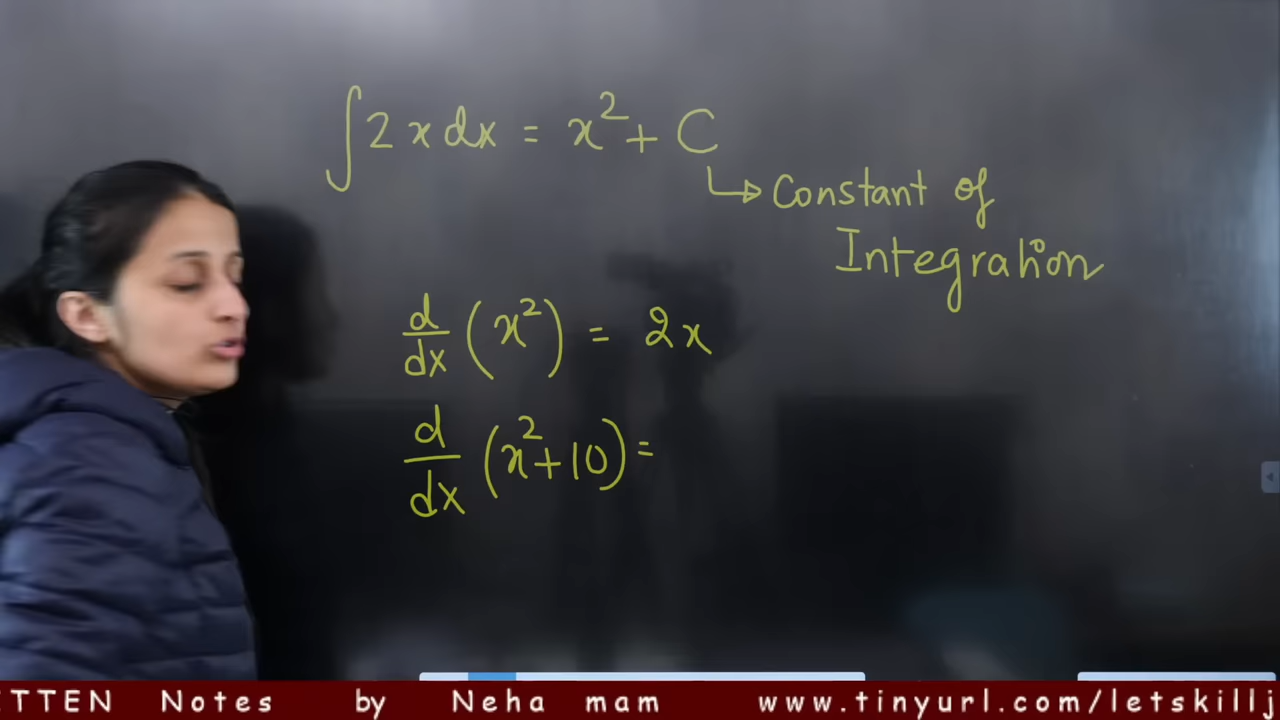 ∫2x dx = x² + C
↳ Constant of
Integration
d/dx (x²) = 2x
d/dx (x²+10) =
TTEN Notes by Neha mam www.tinyurl.com/letskillj